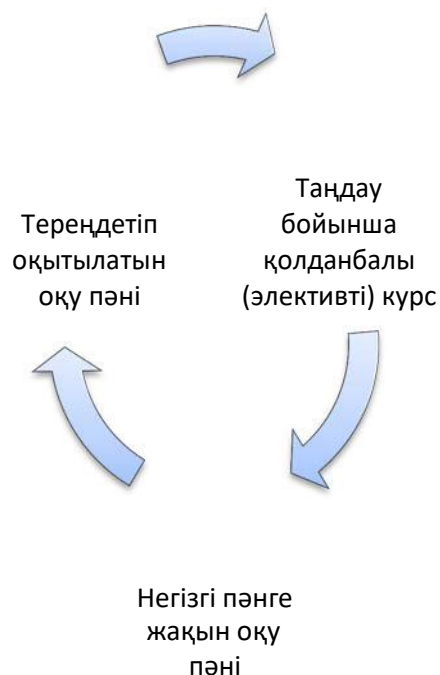 Тереңдетіп
оқытылатын
оқу пәні
Таңдау
бойынша
қолданбалы
(элективті) курс
Негізгі пәнге
жақын оқу
пәні